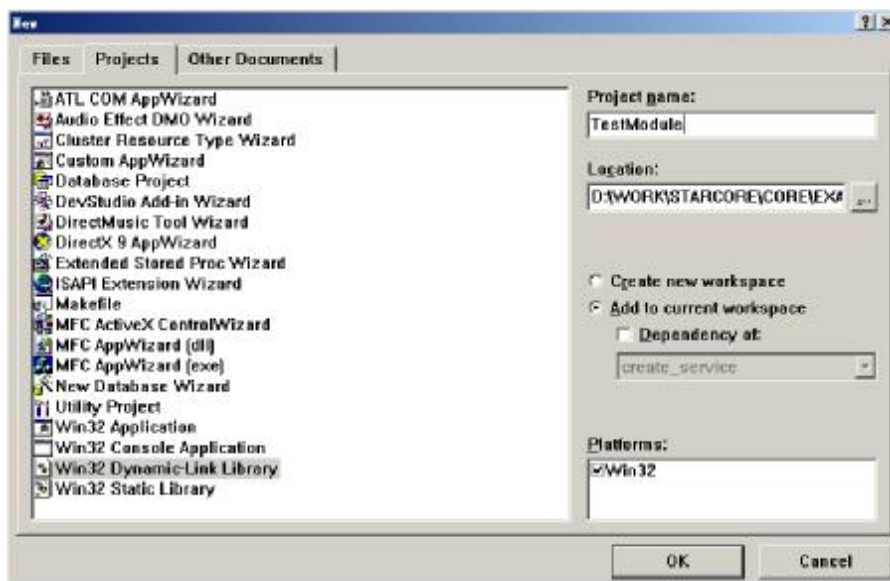 New
Files Projects Other Documents
ATL COM AppWizard
Audio Effect DMO Wizard
Cluster Resource Type Wizard
Custom AppWizard
Database Project
DevStudio Add-in Wizard
DirectMusic Tool Wizard
DirectX 9 AppWizard
Extended Stored Proc Wizard
ISAPI Extension Wizard
Makefile
MFC ActiveX ControlWizard
MFC AppWizard (dll)
MFC AppWizard (exe)
New Database Wizard
Utility Project
Win32 Application
Win32 Console Application
Win32 Dynamic-Link Library
Win32 Static Library
Project name:
TestModule
Location:
D:\WORK\STARCORE\CORE\EXA
...
Create new workspace
Add to current workspace
Dependency of:
create_service
Platforms:
Win32
OK Cancel